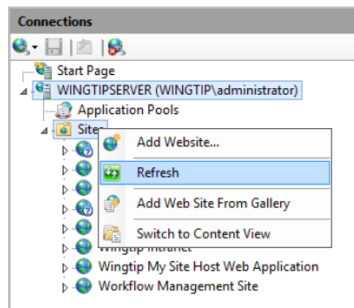 Connections
Start Page
WINGTIPSERVER (WINGTIP\administrator)
Application Pools
Sites
Add Website...
Refresh
Add Web Site From Gallery
Switch to Content View
Wingtip Intranet
Wingtip My Site Host Web Application
Workflow Management Site